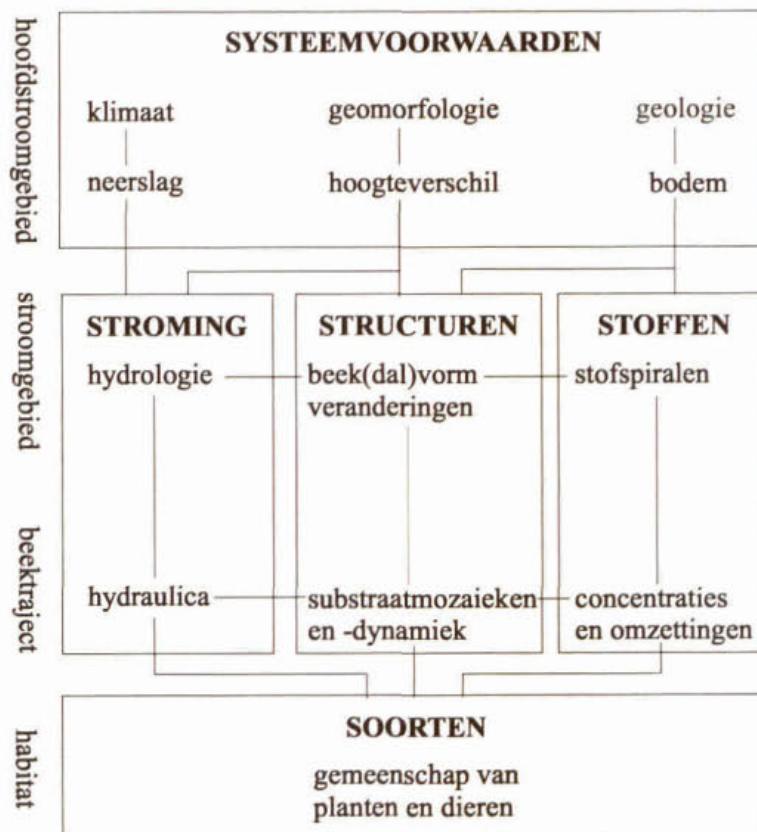 hoofdstroomgebied
SYSTEEMVOORWAARDEN
klimaat geomorfologie geologie
neerslag hoogteverschil bodem
stroomgebied
STROMING STRUCTUREN STOFFEN
hydrologie beek(dal)vorm stofspiralen
veranderingen
beektraject
hydraulica substraatmozaieken concentraties
en -dynamiek en omzettingen
habitat
SOORTEN
gemeenschap van
planten en dieren